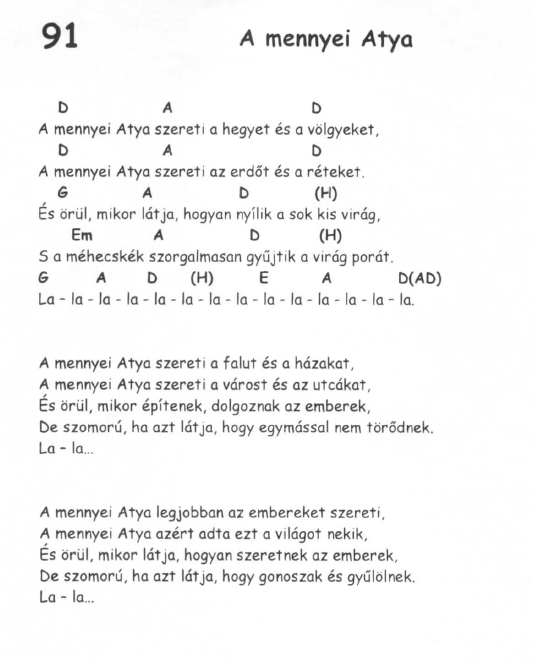 91
A mennyei Atya
D A D
A mennyei Atya szereti a hegyet és a völgyeket,
D A D
A mennyei Atya szereti az erdőt és a réteket.
G A D (H)
És örül, mikor látja, hogyan nyílik a sok kis virág,
Em A D (H)
S a méhecskék szorgalmasan gyűjtik a virág porát.
G A D (H) E A D(AD)
La - la - la - la - la - la - la - la - la - la - la - la - la - la.
A mennyei Atya szereti a falut és a házakat,
A mennyei Atya szereti a várost és az utcákat,
És örül, mikor építenek, dolgoznak az emberek,
De szomorú, ha azt látja, hogy egymással nem törődnek.
La - la...
A mennyei Atya legjobban az embereket szereti,
A mennyei Atya azért adta ezt a világot nekik,
És örül, mikor látja, hogyan szeretnek az emberek,
De szomorú, ha azt látja, hogy gonoszak és gyűlölnek.
La - la...